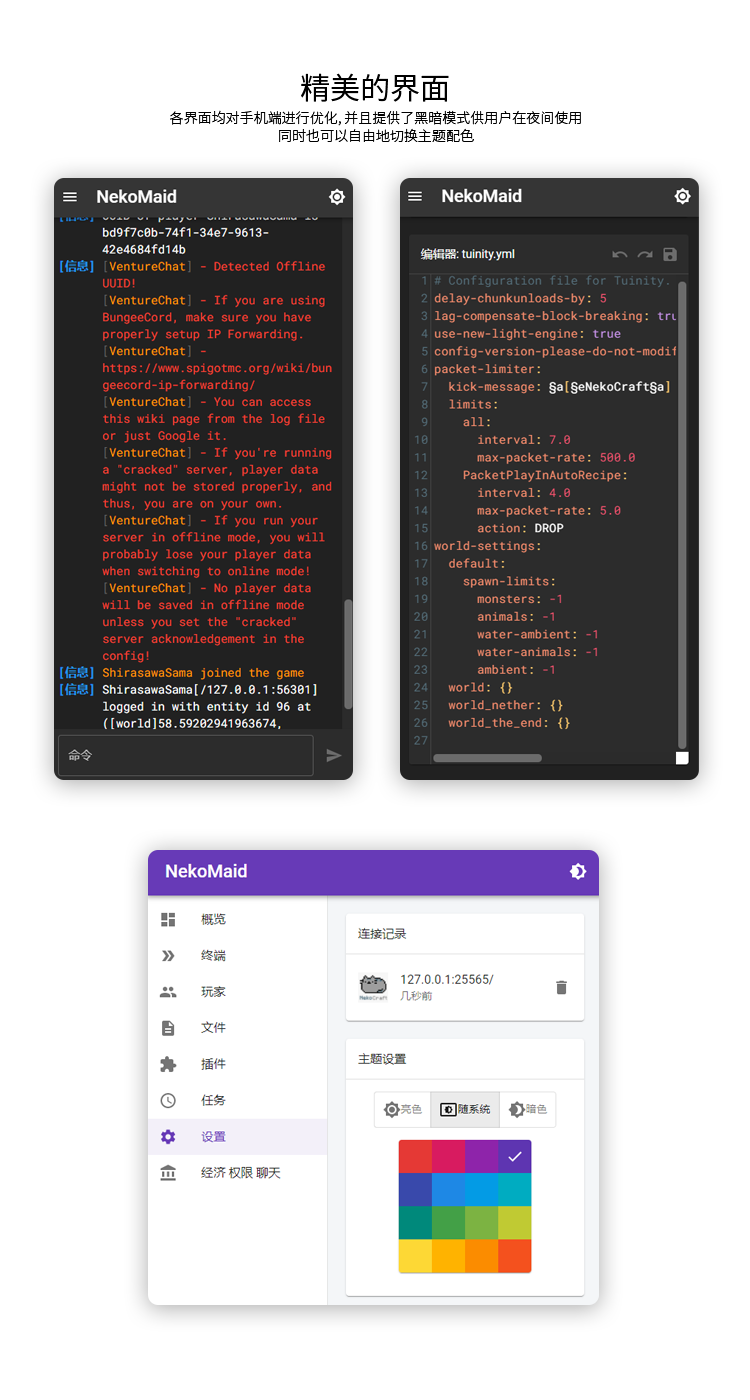 精美的界面
各界面均对手机端进行优化, 并且提供了黑暗模式供用户在夜间使用
同时也可以自由地切换主题配色
NekoMaid
bd9f7c0b-74f1-34e7-9613-
42e4684fd14b
[信息] [VentureChat] - Detected Offline
UUID!
[VentureChat] - If you are using
BungeeCord, make sure you have
properly setup IP Forwarding.
[VentureChat] -
https://www.spigotmc.org/wiki/bun
geecord-ip-forwarding/
[VentureChat] - You can access
this wiki page from the log file
or just Google it.
[VentureChat] - If you're running
a "cracked" server, player data
might not be stored properly, and
thus, you are on your own.
[VentureChat] - If you run your
server in offline mode, you will
probably lose your player data
when switching to online mode!
[VentureChat] - No player data
will be saved in offline mode
unless you set the "cracked"
server acknowledgement in the
config!
[信息] ShirasawaSama joined the game
[信息] ShirasawaSama[/127.0.0.1:56301]
logged in with entity id 96 at
([world]58.59202941963674,
命令
NekoMaid
编辑器: tuinity.yml
1 # Configuration file for Tuinity.
2 delay-chunkunloads-by: 5
3 lag-compensate-block-breaking: tru
4 use-new-light-engine: true
5 config-version-please-do-not-modif
6 packet-limiter:
7 kick-message: §a[§eNekoCraft§a]
8 limits:
9 all:
10 interval: 7.0
11 max-packet-rate: 500.0
12 PacketPlayInAutoRecipe:
13 interval: 4.0
14 max-packet-rate: 5.0
15 action: DROP
16 world-settings:
17 default:
18 spawn-limits:
19 monsters: -1
20 animals: -1
21 water-ambient: -1
22 water-animals: -1
23 ambient: -1
24 world: {}
25 world_nether: {}
26 world_the_end: {}
27
NekoMaid
概览
终端
玩家
文件
插件
任务
设置
经济 权限 聊天
连接记录
NekoCraft
127.0.0.1:25565/
几秒前
主题设置
亮色 随系统 暗色